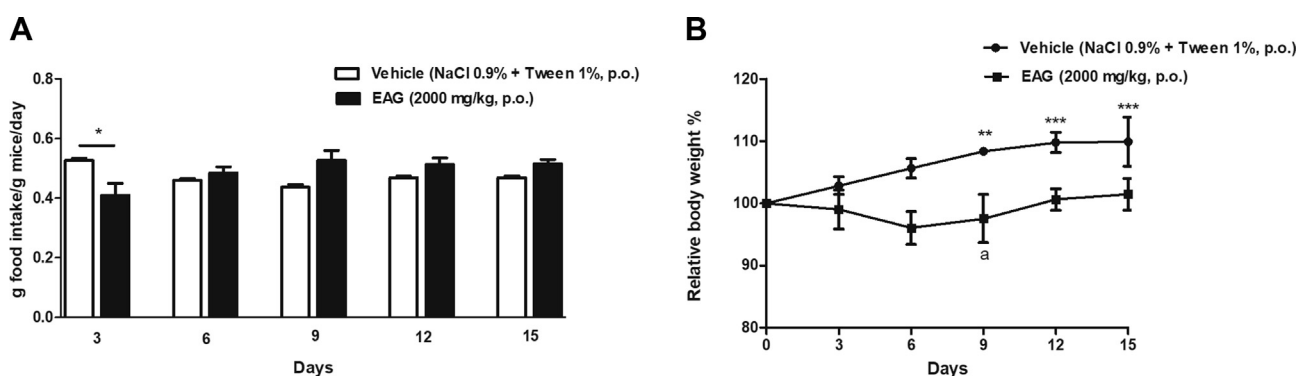 A
Vehicle (NaCl 0.9% + Tween 1%, p.o.)
EAG (2000 mg/kg, p.o.)
g food intake/g mice/day
0.8
0.6
0.4
0.2
0.0
*
3 6 9 12 15
Days
B
Vehicle (NaCl 0.9% + Tween 1%, p.o.)
EAG (2000 mg/kg, p.o.)
Relative body weight %
120
110
100
90
80
** *** ***
a
0 3 6 9 12 15
Days